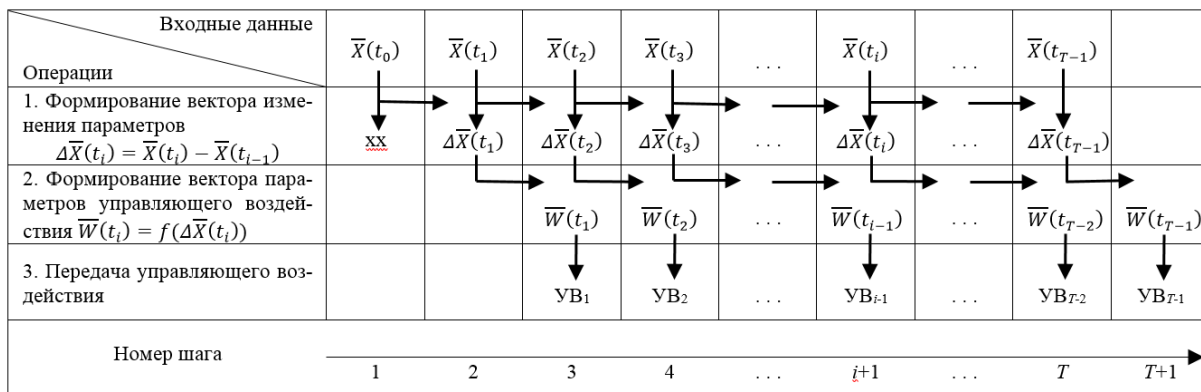 Входные данные
Операции
X̅(t₀) X̅(t₁) X̅(t₂) X̅(t₃) . . . X̅(tᵢ) . . . X̅(t_{T−1})
1. Формирование вектора изме-
нения параметров
ΔX̅(tᵢ) = X̅(tᵢ) − X̅(tᵢ₋₁)
xx ΔX̅(t₁) ΔX̅(t₂) ΔX̅(t₃) . . . ΔX̅(tᵢ) . . . ΔX̅(t_{T−1})
2. Формирование вектора пара-
метров управляющего воздей-
ствия W̅(tᵢ) = f(ΔX̅(tᵢ))
W̅(t₁) W̅(t₂) . . . W̅(tᵢ₋₁) . . . W̅(t_{T−2}) W̅(t_{T−1})
3. Передача управляющего воз-
действия
УВ₁ УВ₂ . . . УВᵢ₋₁ . . . УВ_{T-2} УВ_{T-1}
Номер шага
1 2 3 4 . . . i+1 . . . T T+1